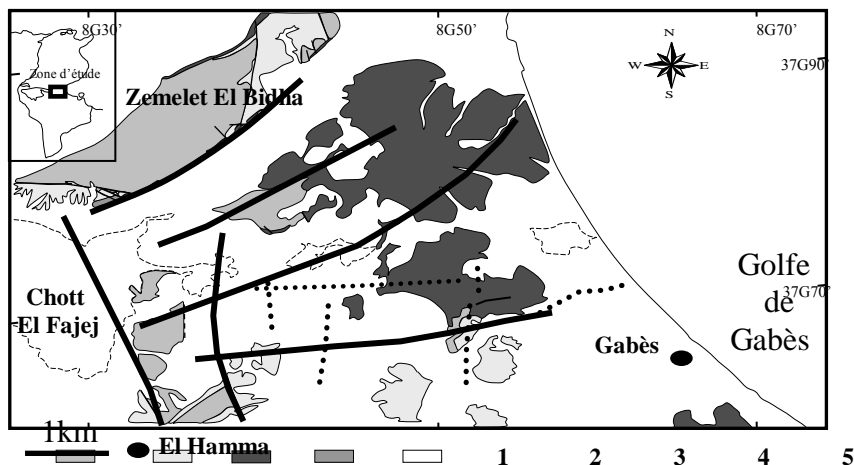 8G30' 8G50' 8G70'
N
W E
S
37G90'
Zone d'étude
Zemelet El Bidha
Golfe
de
Gabès
37G70'
Chott
El Fajej
Gabès
1km
El Hamma
1 2 3 4 5